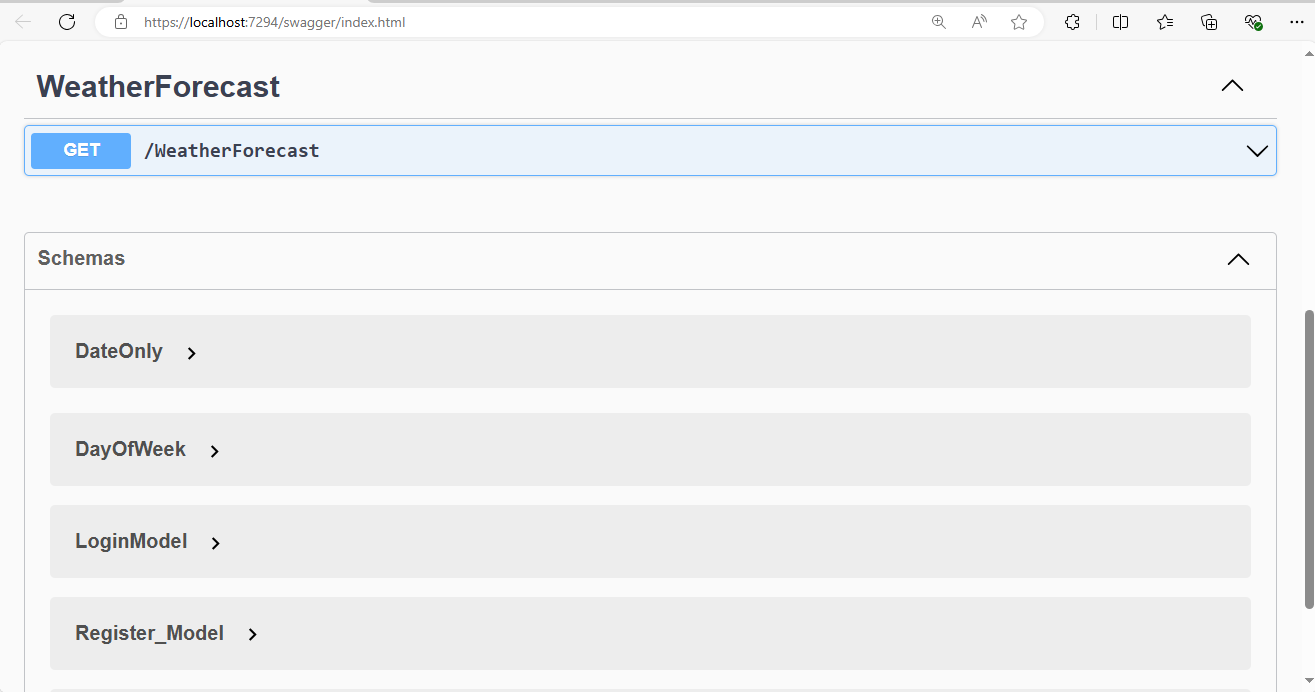 https://localhost:7294/swagger/index.html
WeatherForecast
GET /WeatherForecast
Schemas
DateOnly
DayOfWeek
LoginModel
Register_Model